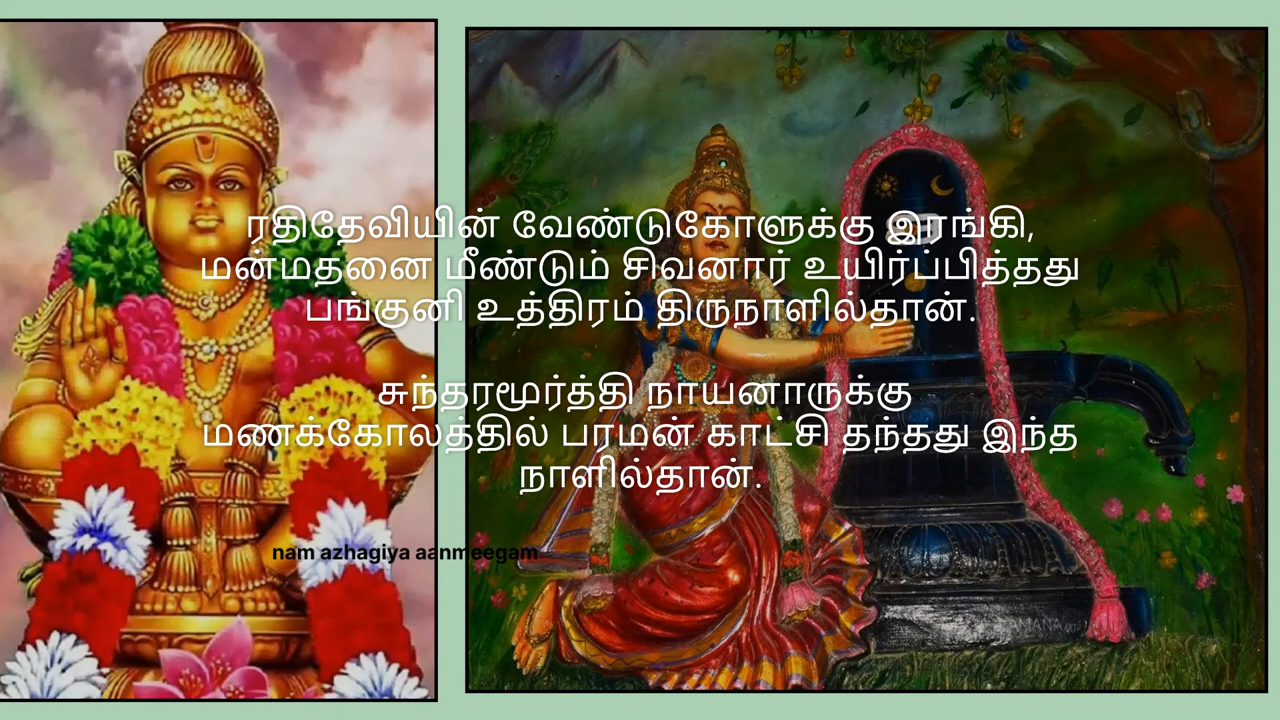 ரதிதேவியின் வேண்டுகோளுக்கு இரங்கி,
மன்மதனை மீண்டும் சிவனார் உயிர்ப்பித்தது
பங்குனி உத்திரம் திருநாளில்தான்.
சுந்தரமூர்த்தி நாயனாருக்கு
மணக்கோலத்தில் பரமன் காட்சி தந்தது இந்த
நாளில்தான்.
nam azhagiya aanmeegam